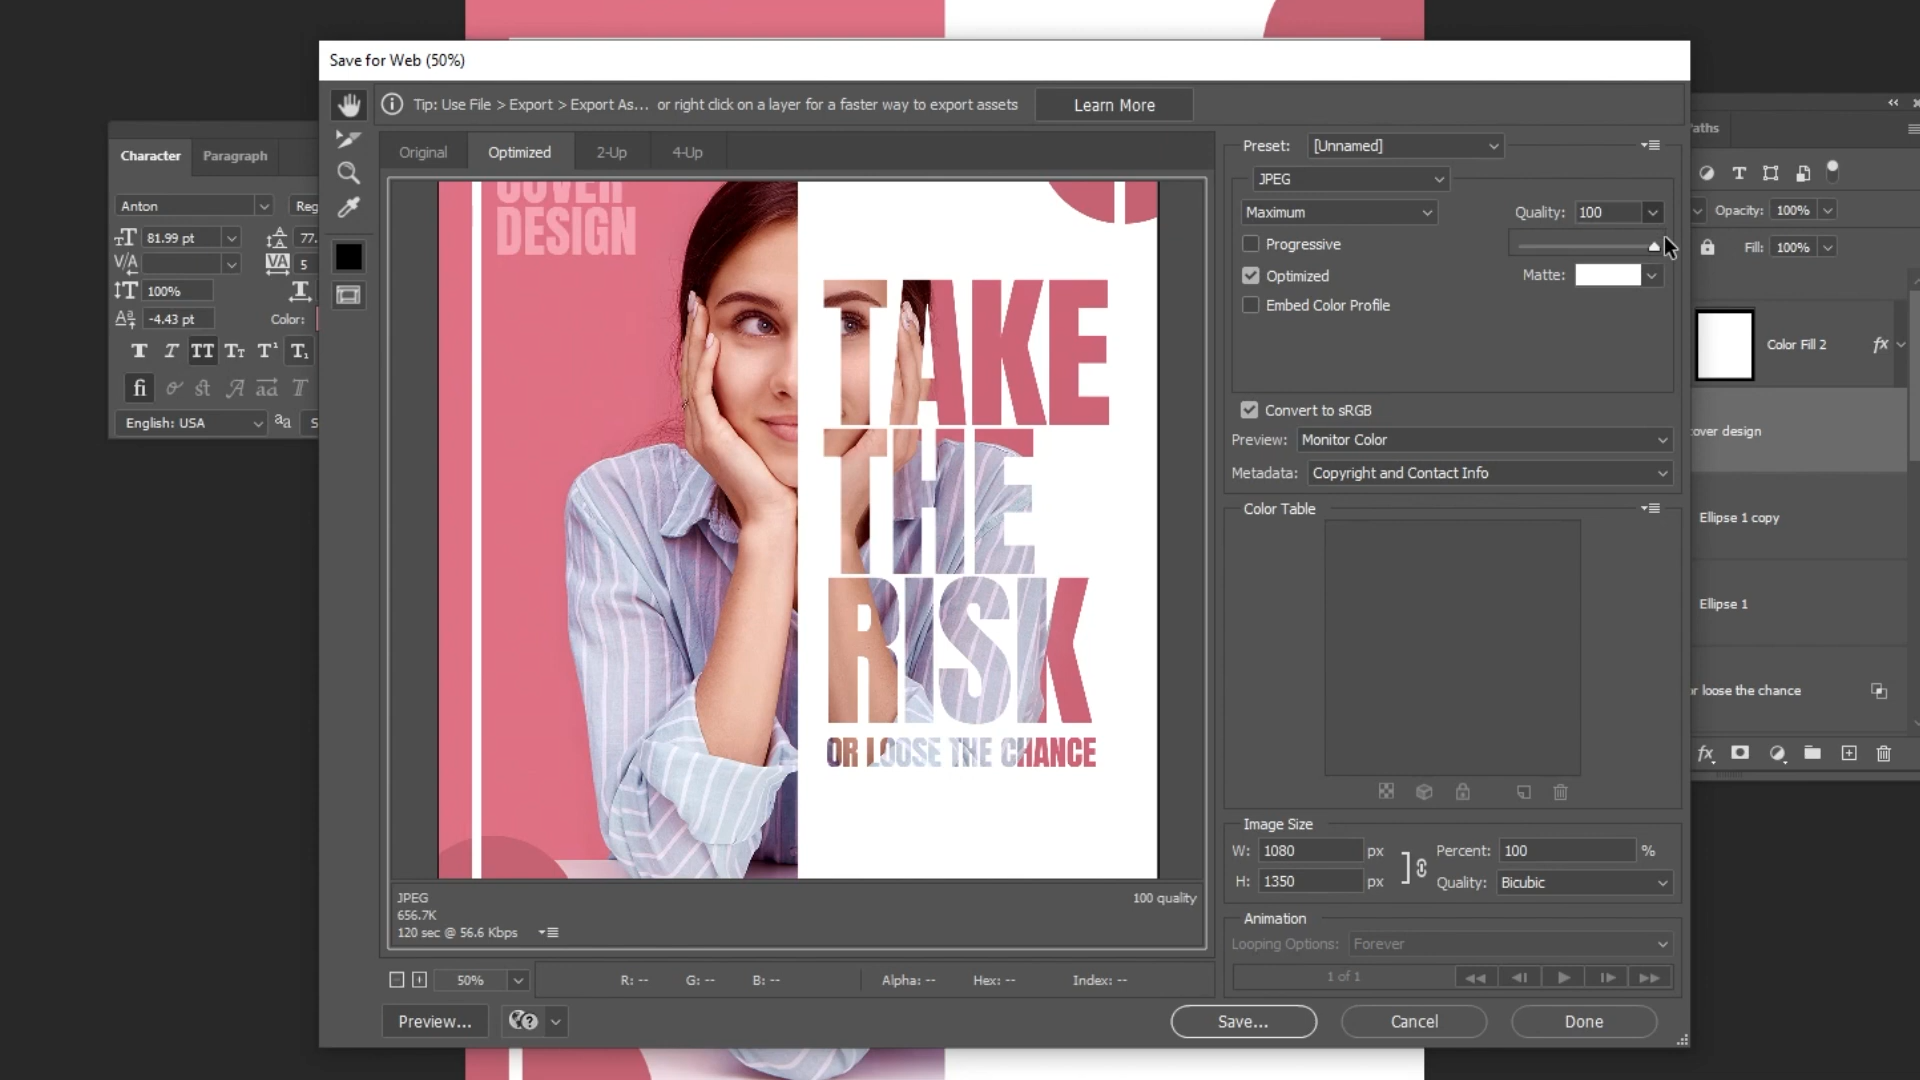 Save for Web (50%)
Tip: Use File > Export > Export As... or right click on a layer for a faster way to export assets
Learn More
Original
Optimized
2-Up
4-Up
COVER
DESIGN
TAKE
THE
RISK
OR LOOSE THE CHANCE
JPEG
656.7K
120 sec @ 56.6 Kbps
100 quality
50%
R: --
G: --
B: --
Alpha: --
Hex: --
Index: --
Preview...
Save...
Cancel
Done
Preset: [Unnamed]
JPEG
Maximum
Quality: 100
Progressive
Optimized
Matte:
Embed Color Profile
Convert to sRGB
Preview: Monitor Color
Metadata: Copyright and Contact Info
Color Table
Image Size
W: 1080 px
Percent: 100 %
H: 1350 px
Quality: Bicubic
Animation
Looping Options: Forever
1 of 1
Character
Paragraph
Anton
Reg
81.99 pt
77.
5
100%
-4.43 pt
Color:
English: USA
S
aths
Opacity: 100%
Fill: 100%
Color Fill 2
fx
over design
Ellipse 1 copy
Ellipse 1
r loose the chance
fx